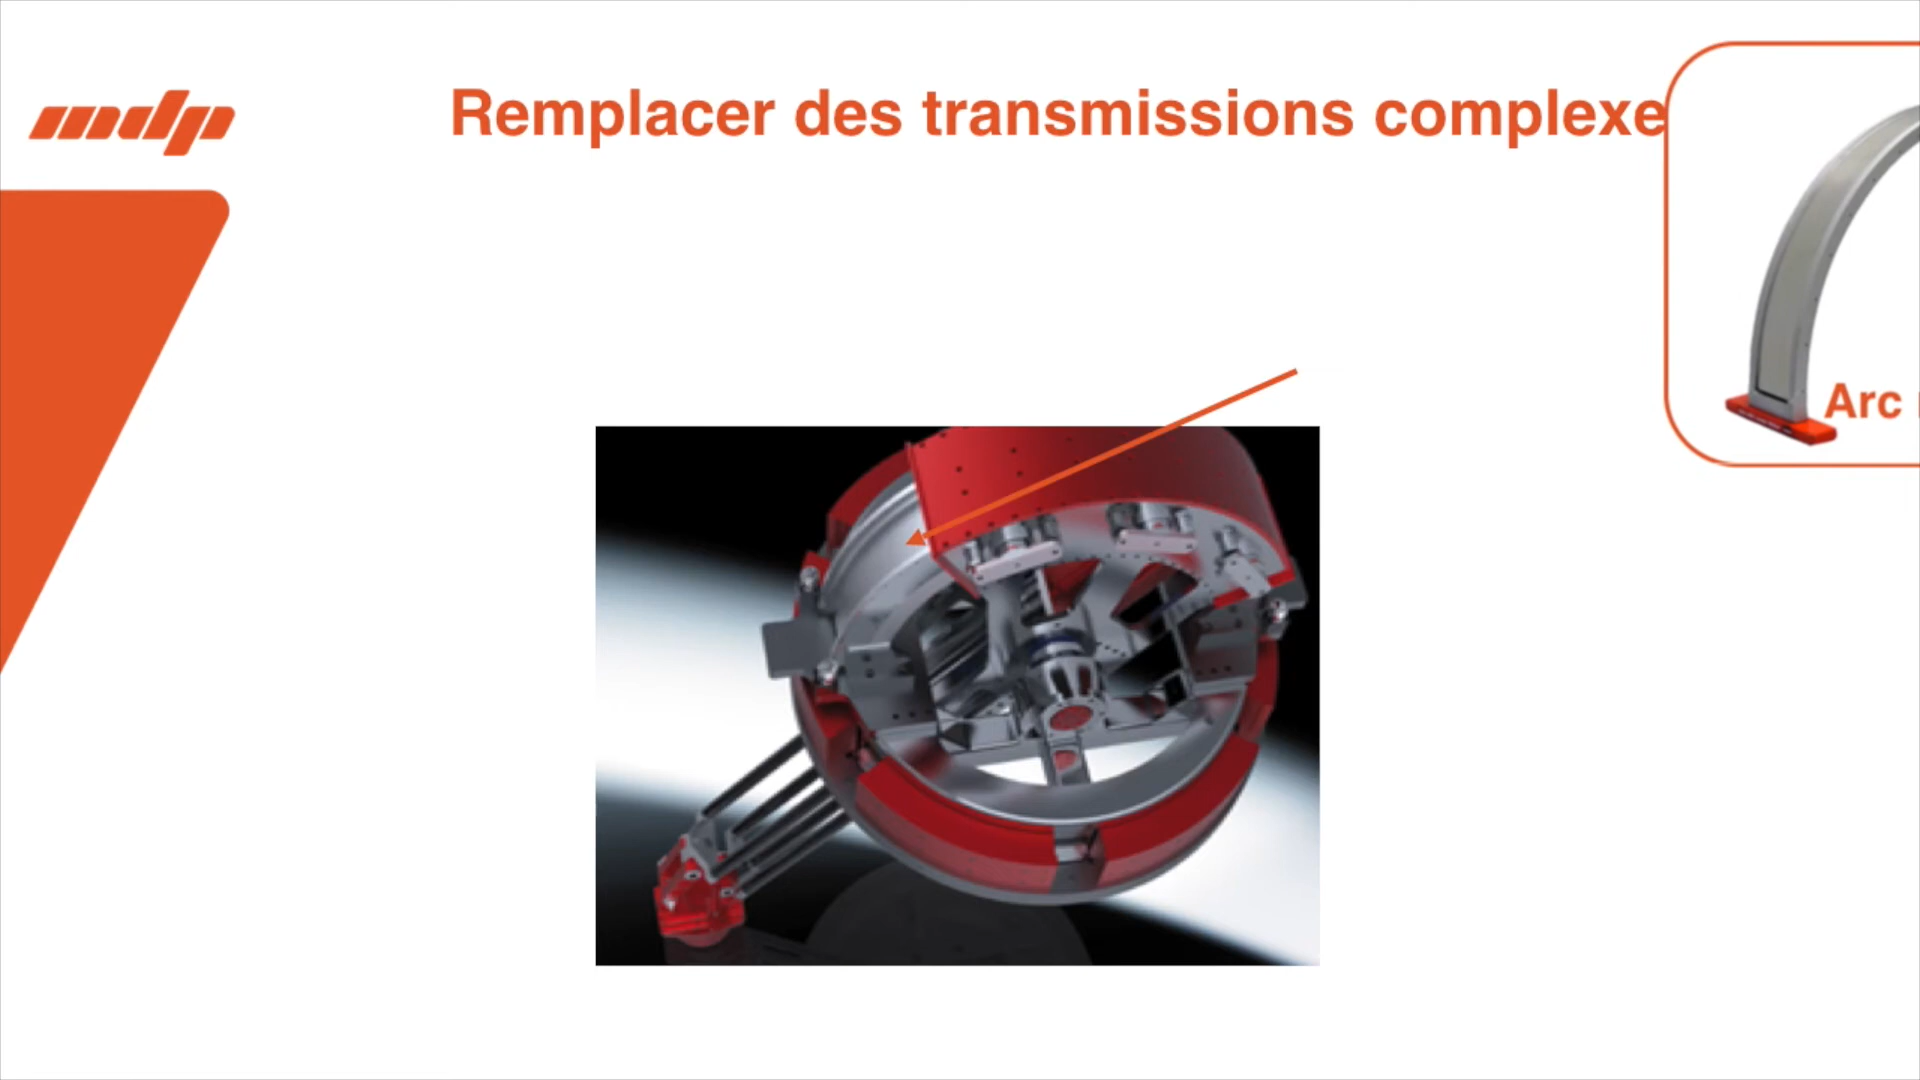 mdp
Remplacer des transmissions complexe
Arc